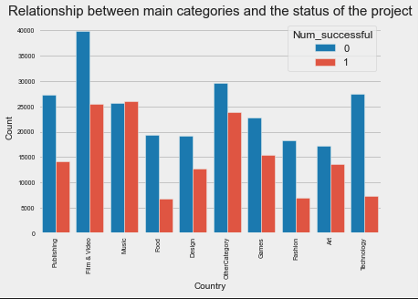 Relationship between main categories and the status of the project
Num_successful
0
1
40000
35000
30000
25000
20000
15000
10000
5000
0
Count
Publishing
Film & Video
Music
Food
Design
OtherCategory
Games
Fashion
Art
Technology
Country